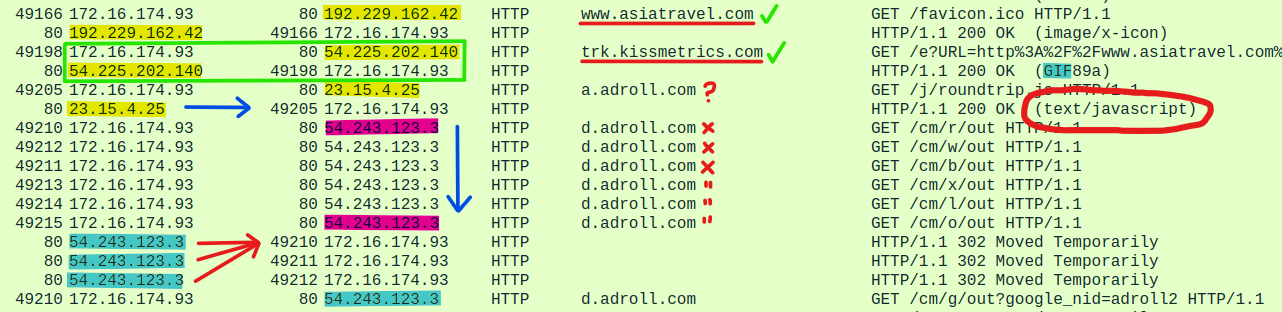 49166 172.16.174.93 80 192.229.162.42 HTTP www.asiatravel.com GET /favicon.ico HTTP/1.1
80 192.229.162.42 49166 172.16.174.93 HTTP HTTP/1.1 200 OK (image/x-icon)
49198 172.16.174.93 80 54.225.202.140 HTTP trk.kissmetrics.com GET /e?URL=http%3A%2F%2Fwww.asiatravel.com%
80 54.225.202.140 49198 172.16.174.93 HTTP HTTP/1.1 200 OK (GIF89a)
49205 172.16.174.93 80 23.15.4.25 HTTP a.adroll.com ? GET /j/roundtrip.js HTTP/1.1
80 23.15.4.25 49205 172.16.174.93 HTTP HTTP/1.1 200 OK (text/javascript)
49210 172.16.174.93 80 54.243.123.3 HTTP d.adroll.com x GET /cm/r/out HTTP/1.1
49212 172.16.174.93 80 54.243.123.3 HTTP d.adroll.com x GET /cm/w/out HTTP/1.1
49211 172.16.174.93 80 54.243.123.3 HTTP d.adroll.com x GET /cm/b/out HTTP/1.1
49213 172.16.174.93 80 54.243.123.3 HTTP d.adroll.com " GET /cm/x/out HTTP/1.1
49214 172.16.174.93 80 54.243.123.3 HTTP d.adroll.com " GET /cm/l/out HTTP/1.1
49215 172.16.174.93 80 54.243.123.3 HTTP d.adroll.com " GET /cm/o/out HTTP/1.1
80 54.243.123.3 49210 172.16.174.93 HTTP HTTP/1.1 302 Moved Temporarily
80 54.243.123.3 49211 172.16.174.93 HTTP HTTP/1.1 302 Moved Temporarily
80 54.243.123.3 49212 172.16.174.93 HTTP HTTP/1.1 302 Moved Temporarily
49210 172.16.174.93 80 54.243.123.3 HTTP d.adroll.com GET /cm/g/out?google_nid=adroll2 HTTP/1.1